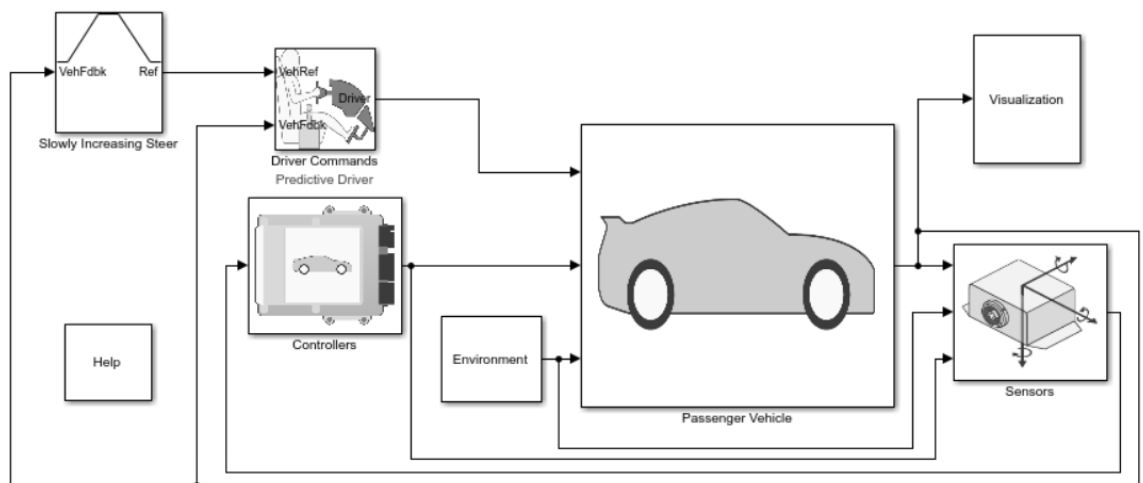 VehFdbk Ref
Slowly Increasing Steer
VehRef
Driver
VehFdbk
Driver Commands
Predictive Driver
Visualization
Controllers
Environment
Help
Passenger Vehicle
Sensors